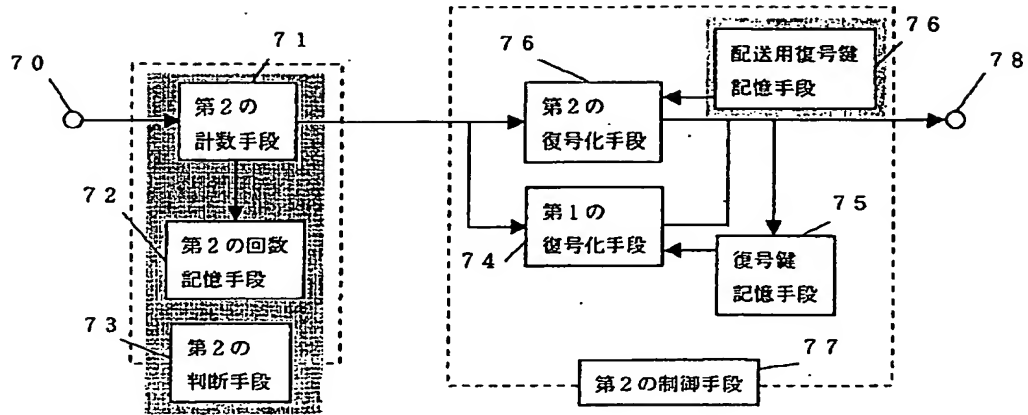 ７０
７１
第２の
計数手段
７２
第２の回数
記憶手段
７３
第２の
判断手段
７６
第２の
復号化手段
配送用復号鍵
記憶手段
７６
７８
第１の
復号化手段
７４
７５
復号鍵
記憶手段
７７
第２の制御手段